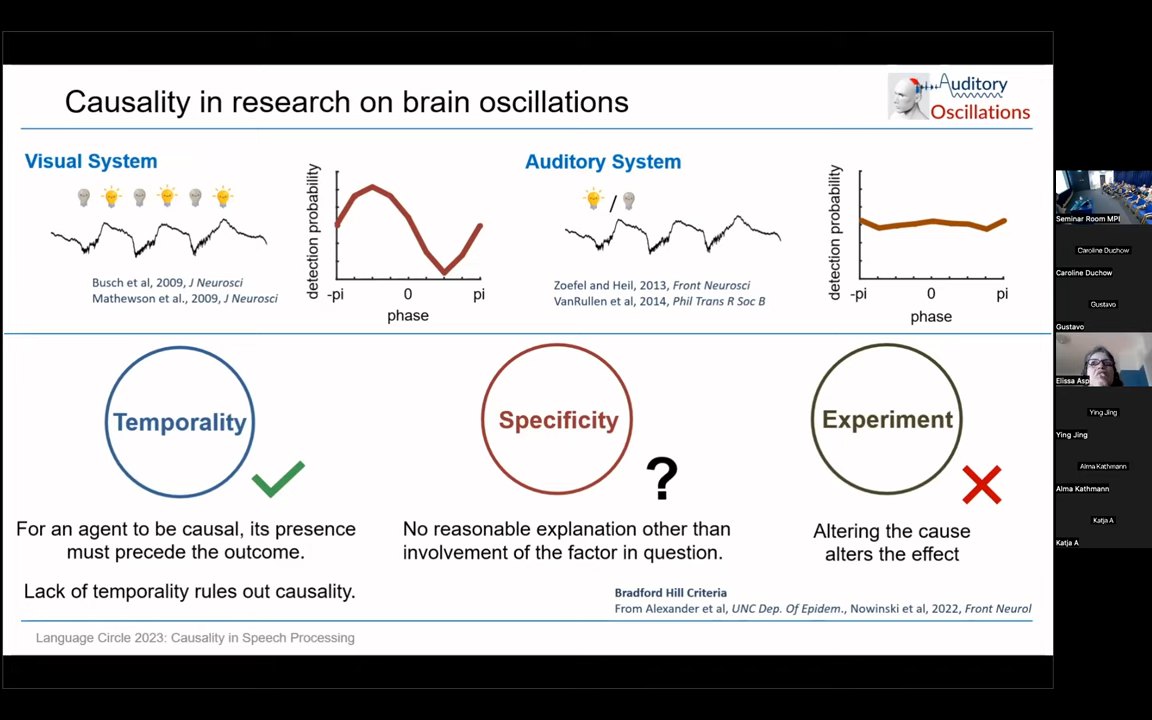 Causality in research on brain oscillations
Auditory
Oscillations
Visual System
Auditory System
detection probability
-pi
0
pi
phase
Busch et al, 2009, J Neurosci
Mathewson et al., 2009, J Neurosci
/
detection probability
-pi
0
pi
phase
Zoefel and Heil, 2013, Front Neurosci
VanRullen et al, 2014, Phil Trans R Soc B
Temporality
Specificity
?
Experiment
For an agent to be causal, its presence
must precede the outcome.
Lack of temporality rules out causality.
No reasonable explanation other than
involvement of the factor in question.
Altering the cause
alters the effect
Bradford Hill Criteria
From Alexander et al, UNC Dep. Of Epidem., Nowinski et al, 2022, Front Neurol
Language Circle 2023: Causality in Speech Processing
Seminar Room MPI
Caroline Duchow
Caroline Duchow
Gustavo
Gustavo
Elissa Asp
Ying Jing
Ying Jing
Alma Kathmann
Alma Kathmann
Katja A
Katja A